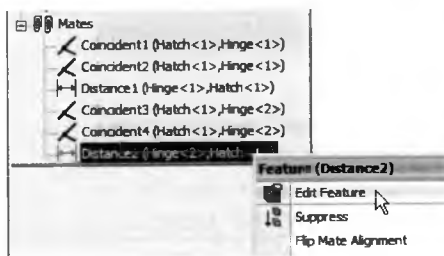 Mates
Coincident1 (Hatch<1>,Hinge<1>)
Coincident2 (Hatch<1>,Hinge<1>)
Distance1 (Hinge<1>,Hatch<1>)
Coincident3 (Hatch<1>,Hinge<2>)
Coincident4 (Hatch<1>,Hinge<2>)
Distance2 (Hinge<2>,Hatch
Feature (Distance2)
Edit Feature
Suppress
Flip Mate Alignment